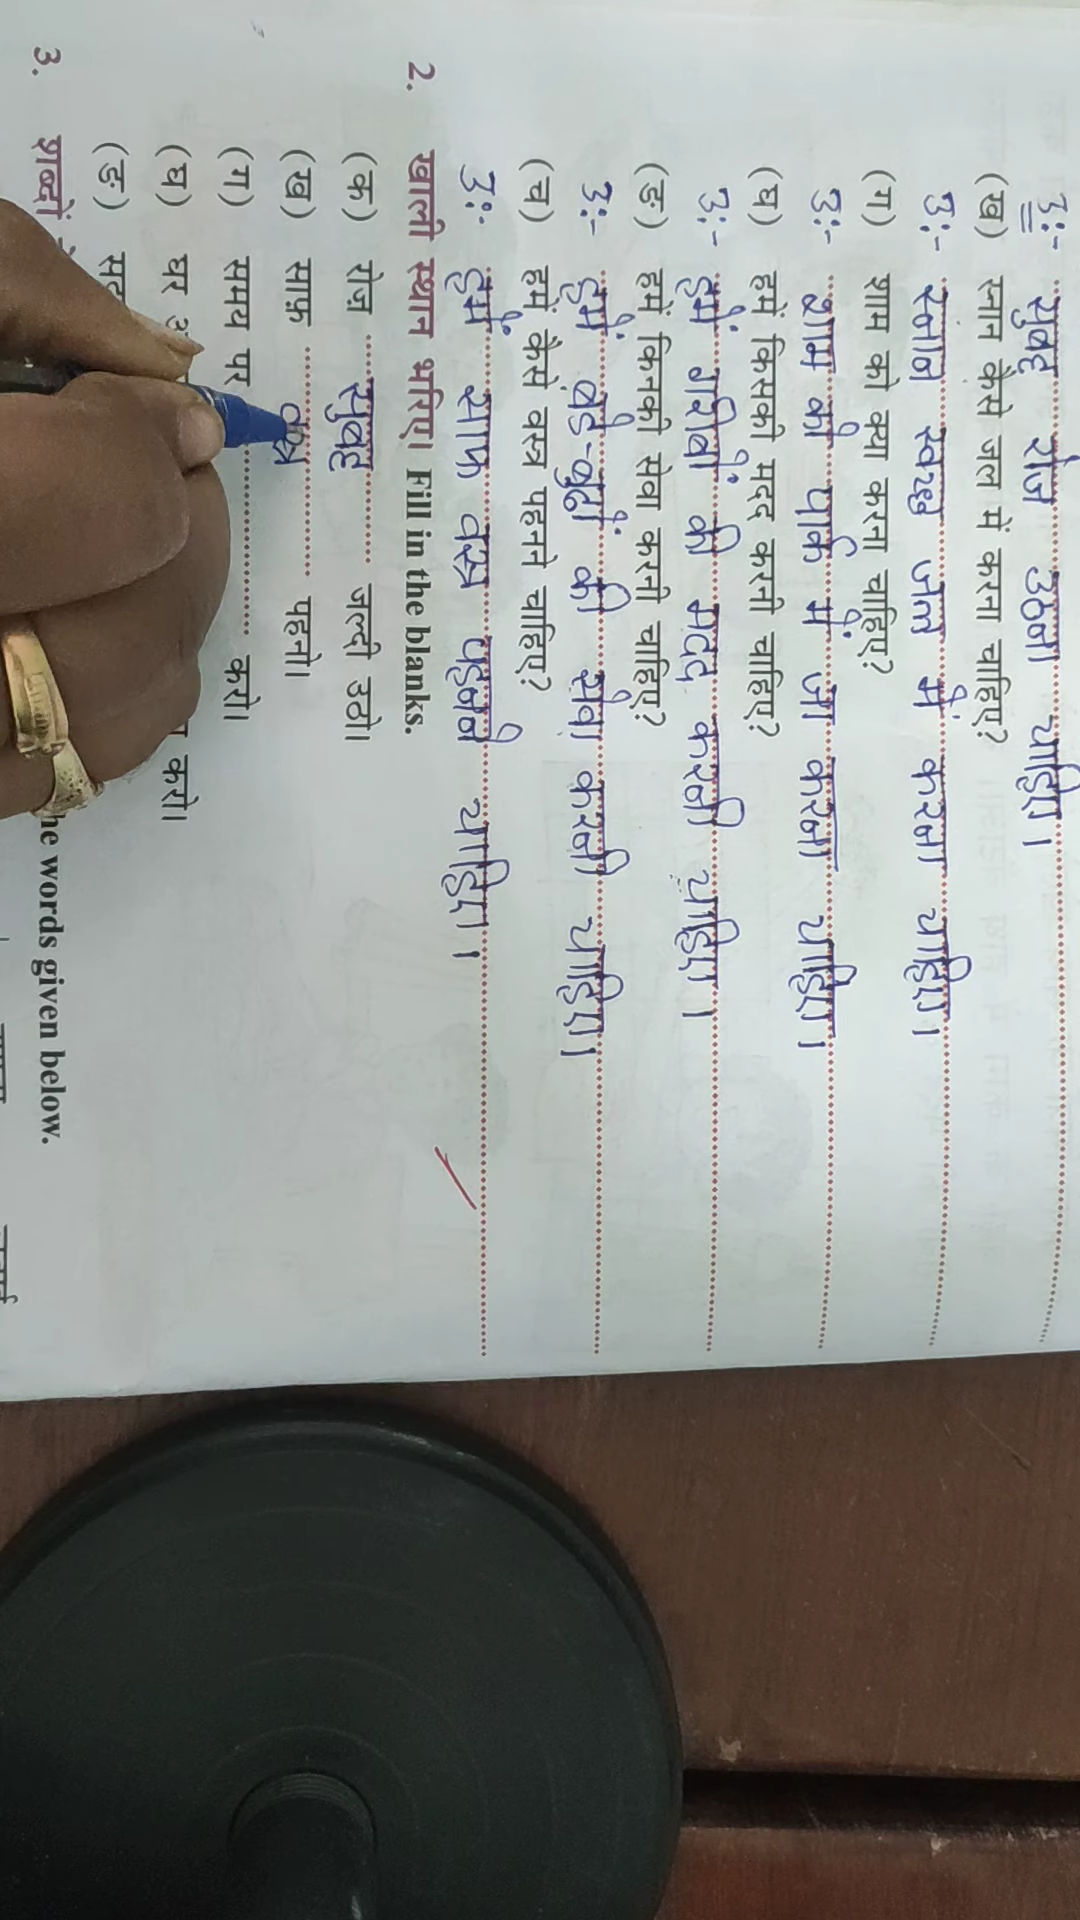 उ:- सुबह रोज उठना चाहिए।
(ख) स्नान कैसे जल में करना चाहिए?
उ:- स्नान स्वच्छ जल में करना चाहिए।
(ग) शाम को क्या करना चाहिए?
उ:- शाम को पार्क में जा करना चाहिए।
(घ) हमें किसकी मदद करनी चाहिए?
उ:- हमें गरिबों की मदद करनी चाहिए।
(ङ) हमें किनकी सेवा करनी चाहिए?
उ:- हमें बड़े-बुढ़ों की सेवा करनी चाहिए।
(च) हमें कैसे वस्त्र पहनने चाहिए?
उ:- हमें साफ वस्त्र पहनने चाहिए।
2. खाली स्थान भरिए। Fill in the blanks.
(क) रोज़ सुबह जल्दी उठो।
(ख) साफ़ वस्त्र पहनो।
(ग) समय पर करो।
(घ) घर करो।
(ङ)
3. शब्दों the words given below.